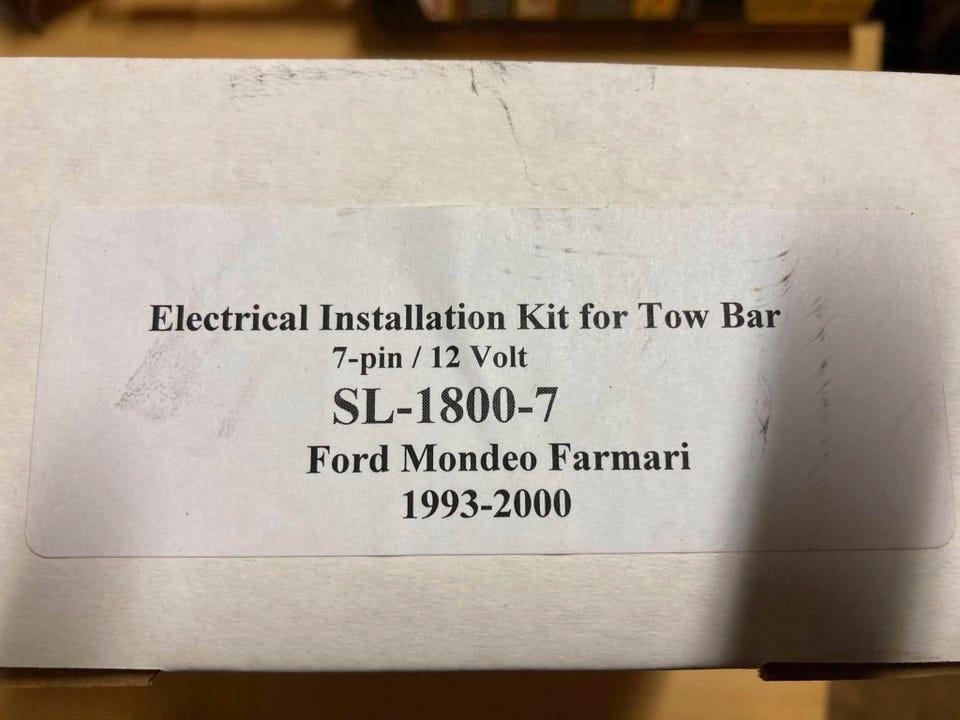 Electrical Installation Kit for Tow Bar
7-pin / 12 Volt
SL-1800-7
Ford Mondeo Farmari
1993-2000